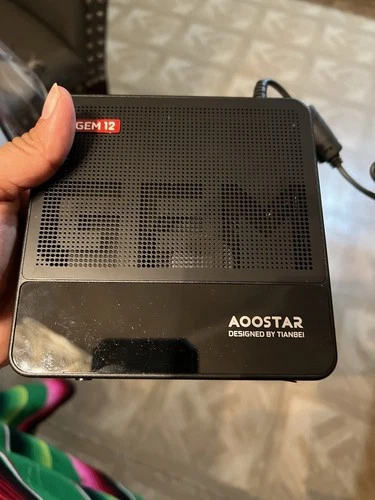 GEM 12
GEM
AOOSTAR
DESIGNED BY TIANBEI